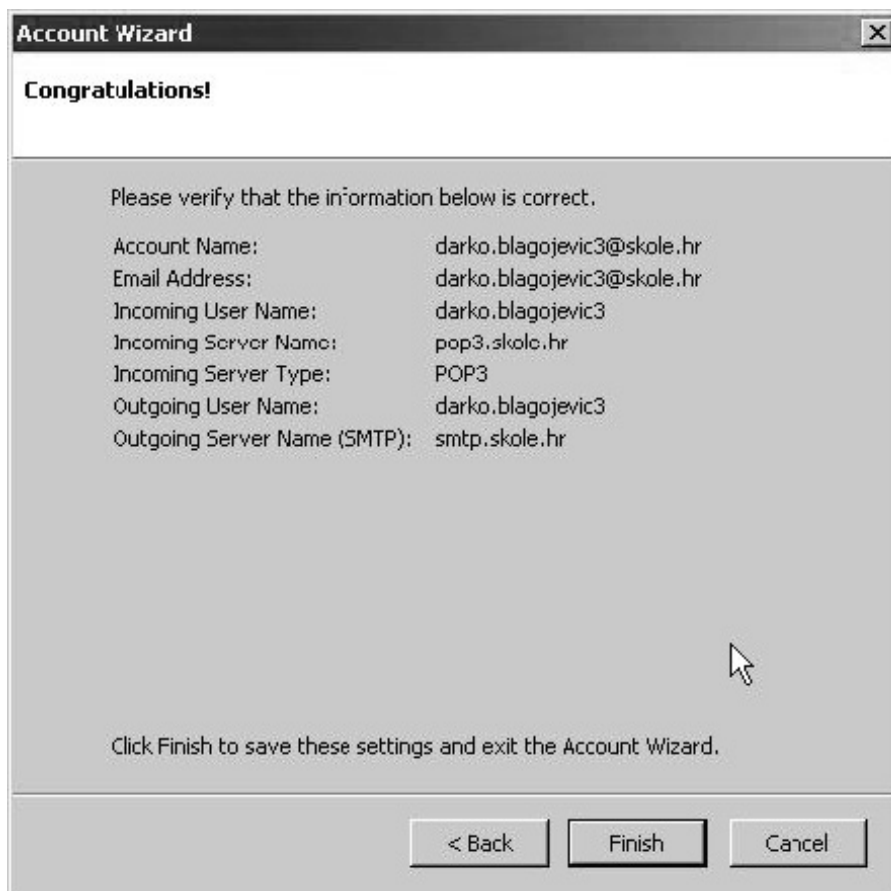 Account Wizard
Congratulations!
Please verify that the information below is correct.
Account Name: darko.blagojevic3@skole.hr
Email Address: darko.blagojevic3@skole.hr
Incoming User Name: darko.blagojevic3
Incoming Server Name: pop3.skole.hr
Incoming Server Type: POP3
Outgoing User Name: darko.blagojevic3
Outgoing Server Name (SMTP): smtp.skole.hr
Click Finish to save these settings and exit the Account Wizard.
< Back Finish Cancel